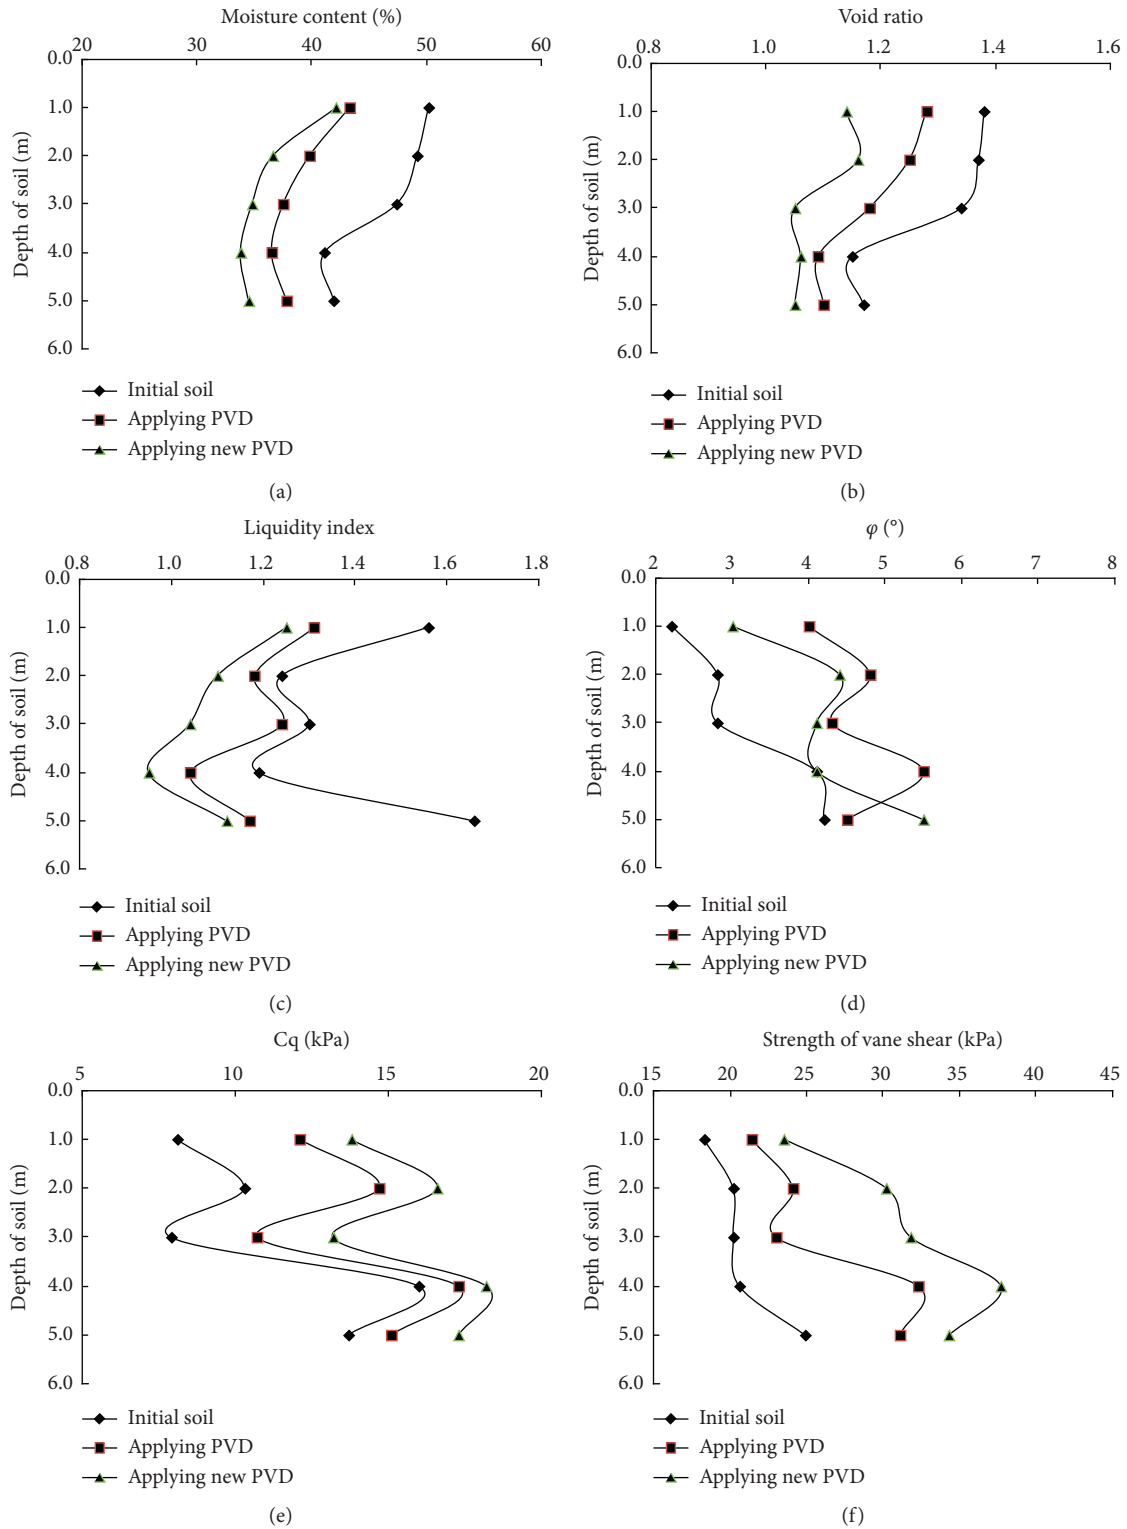 Moisture content (%)
20 30 40 50 60
0.0
1.0
2.0
3.0
4.0
5.0
6.0
Depth of soil (m)
Initial soil
Applying PVD
Applying new PVD
(a)
Void ratio
0.8 1.0 1.2 1.4 1.6
0.0
1.0
2.0
3.0
4.0
5.0
6.0
Depth of soil (m)
Initial soil
Applying PVD
Applying new PVD
(b)
Liquidity index
0.8 1.0 1.2 1.4 1.6 1.8
0.0
1.0
2.0
3.0
4.0
5.0
6.0
Depth of soil (m)
Initial soil
Applying PVD
Applying new PVD
(c)
φ (°)
2 3 4 5 6 7 8
0.0
1.0
2.0
3.0
4.0
5.0
6.0
Depth of soil (m)
Initial soil
Applying PVD
Applying new PVD
(d)
Cq (kPa)
5 10 15 20
0.0
1.0
2.0
3.0
4.0
5.0
6.0
Depth of soil (m)
Initial soil
Applying PVD
Applying new PVD
(e)
Strength of vane shear (kPa)
15 20 25 30 35 40 45
0.0
1.0
2.0
3.0
4.0
5.0
6.0
Depth of soil (m)
Initial soil
Applying PVD
Applying new PVD
(f)